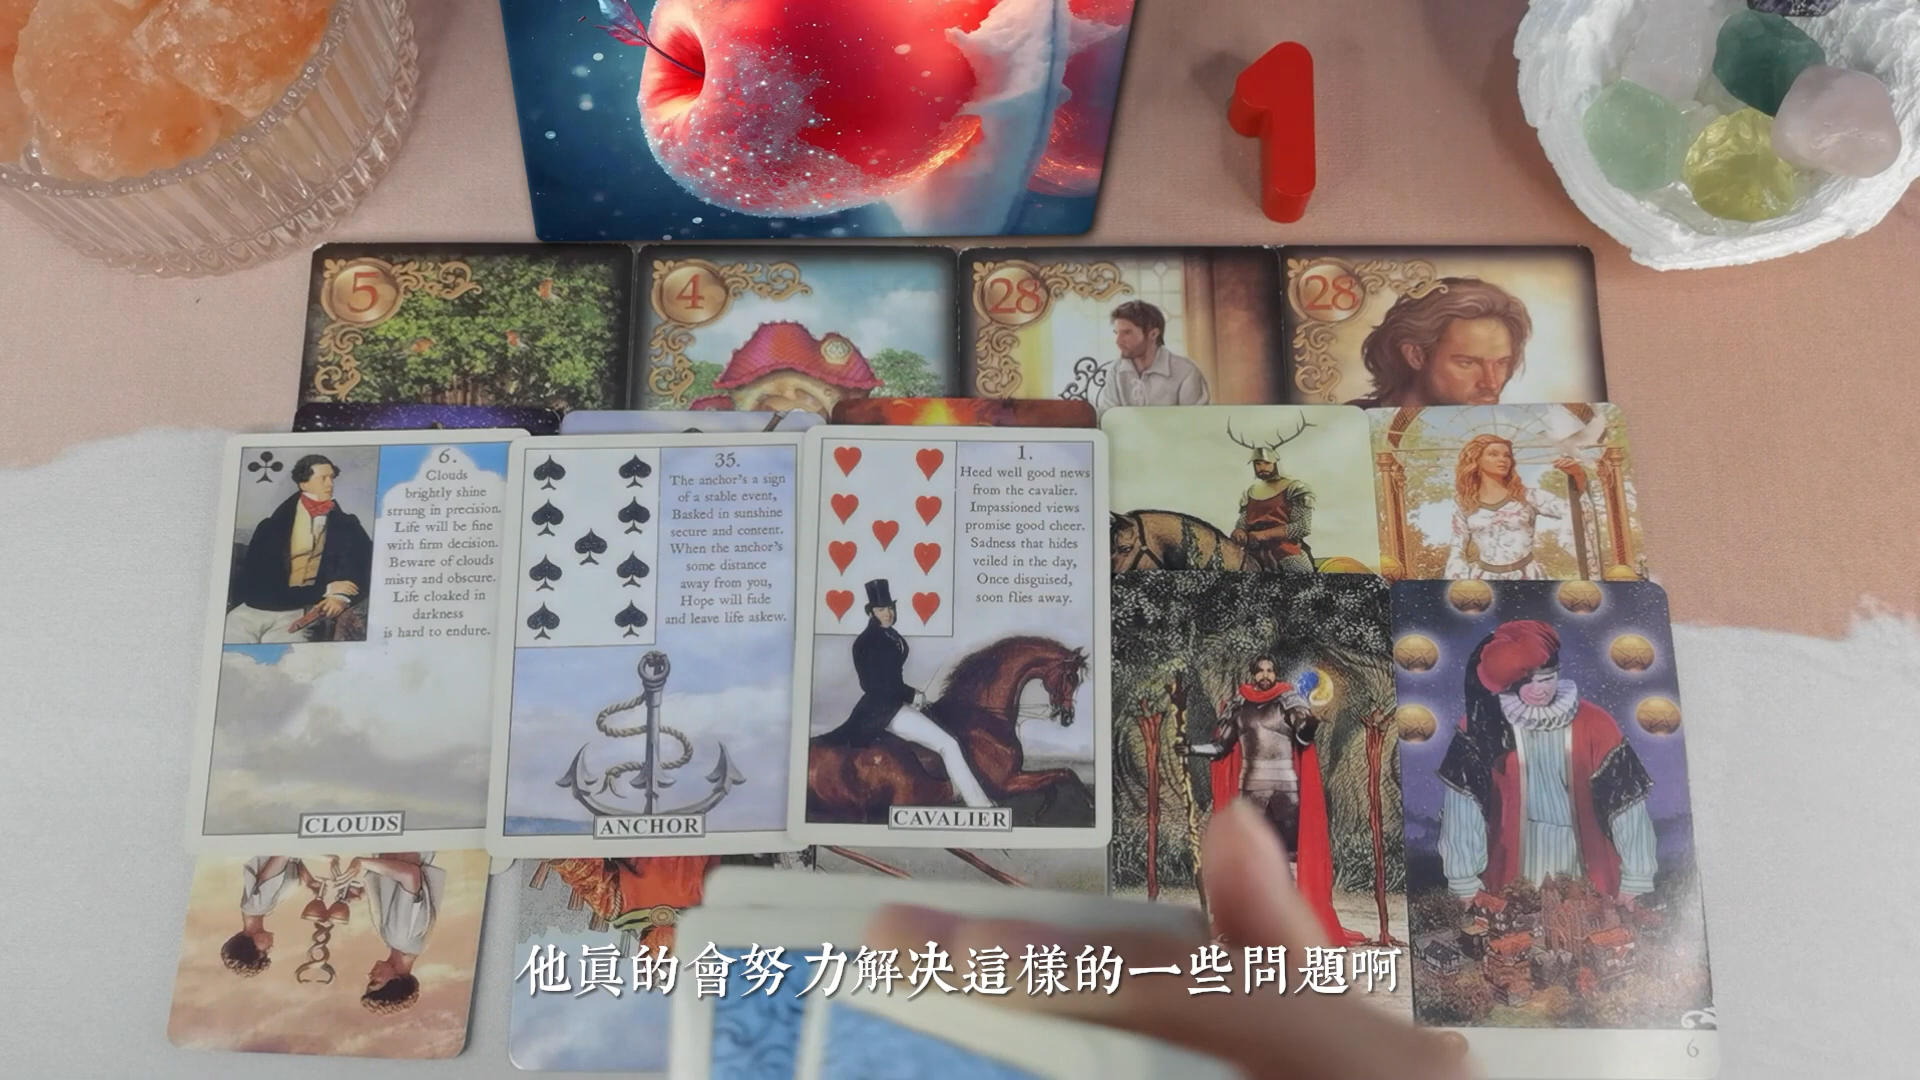 1
5
4
28
28
6.
Clouds
brightly shine
strung in precision.
Life will be fine
with firm decision.
Beware of clouds
misty and obscure.
Life cloaked in
darkness
is hard to endure.
CLOUDS
35.
The anchor's a sign
of a stable event,
Basked in sunshine
secure and content.
When the anchor's
some distance
away from you,
Hope will fade
and leave life askew.
ANCHOR
1.
Heed well good news
from the cavalier.
Impassioned views
promise good cheer.
Sadness that hides
veiled in the day,
Once disguised,
soon flies away.
CAVALIER
他真的會努力解決這樣的一些問題啊
6